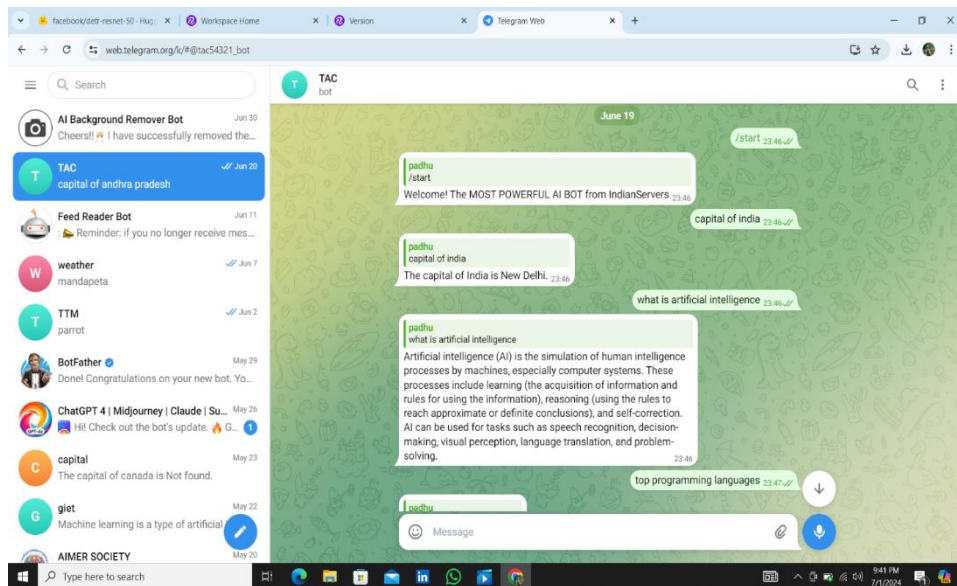 facebook/detr-resnet-50 - Hug
Workspace Home
Version
Telegram Web
web.telegram.org/k/#@tac54321_bot
Search
AI Background Remover Bot
Jun 30
Cheers!! I have successfully removed the...
T
TAC
Jun 20
capital of andhra pradesh
Feed Reader Bot
Jun 11
: Reminder: if you no longer receive mes...
W
weather
Jun 7
mandapeta
T
TTM
Jun 2
parrot
BotFather
May 29
Done! Congratulations on your new bot. Yo...
ChatGPT 4 | Midjourney | Claude | Su...
May 26
Hi! Check out the bot's update. G...
1
C
capital
May 23
The capital of canada is Not found.
G
giet
May 22
Machine learning is a type of artificial
AIMER SOCIETY
May 20
T
TAC
bot
June 19
/start 23:46
padhu
/start
Welcome! The MOST POWERFUL AI BOT from IndianServers 23:46
capital of india 23:46
padhu
capital of india
The capital of India is New Delhi. 23:46
what is artificial intelligence 23:46
padhu
what is artificial intelligence
Artificial intelligence (AI) is the simulation of human intelligence
processes by machines, especially computer systems. These
processes include learning (the acquisition of information and
rules for using the information), reasoning (using the rules to
reach approximate or definite conclusions), and self-correction.
AI can be used for tasks such as speech recognition, decision-
making, visual perception, language translation, and problem-
solving. 23:46
top programming languages 23:47
padhu
Message
Type here to search
9:41 PM
7/1/2024